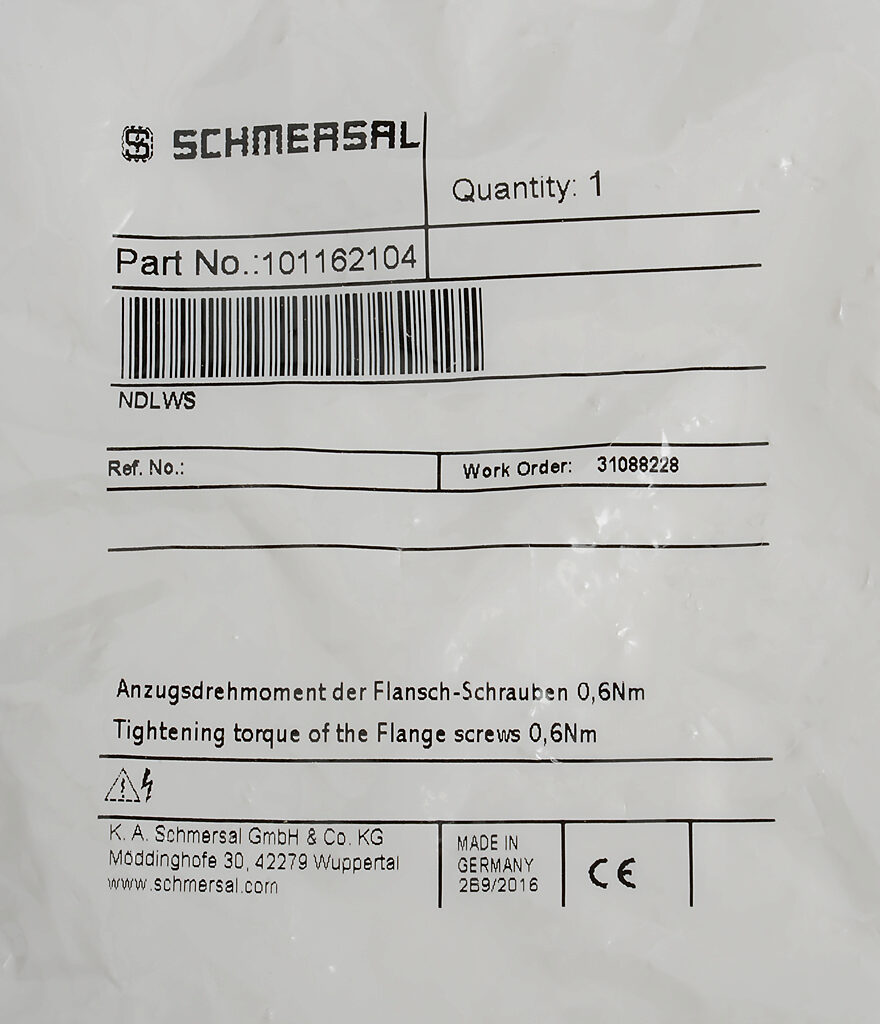 SCHMERSAL
Quantity: 1
Part No.:101162104
NDLWS
Ref. No.:
Work Order: 31088228
Anzugsdrehmoment der Flansch-Schrauben 0,6Nm
Tightening torque of the Flange screws 0,6Nm
K. A. Schmersal GmbH & Co. KG
Möddinghofe 30, 42279 Wuppertal
www.schmersal.com
MADE IN
GERMANY
289/2016
CE